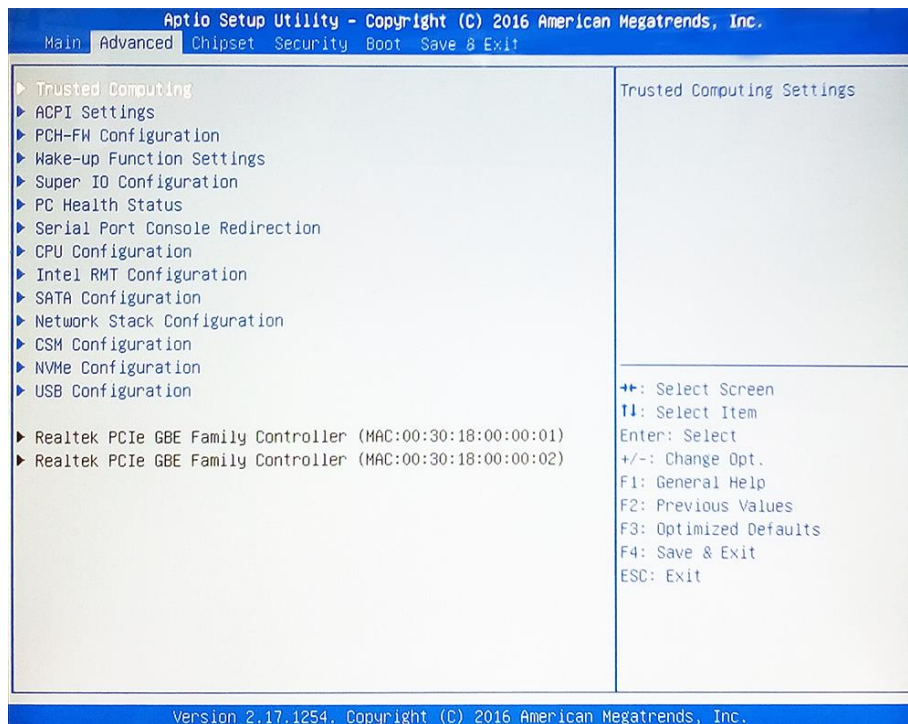 Aptio Setup Utility - Copyright (C) 2016 American Megatrends, Inc.
Main Advanced Chipset Security Boot Save & Exit
Trusted Computing
ACPI Settings
PCH-FW Configuration
Wake-up Function Settings
Super IO Configuration
PC Health Status
Serial Port Console Redirection
CPU Configuration
Intel RMT Configuration
SATA Configuration
Network Stack Configuration
CSM Configuration
NVMe Configuration
USB Configuration
Realtek PCIe GBE Family Controller (MAC:00:30:18:00:00:01)
Realtek PCIe GBE Family Controller (MAC:00:30:18:00:00:02)
Trusted Computing Settings
→←: Select Screen
↑↓: Select Item
Enter: Select
+/-: Change Opt.
F1: General Help
F2: Previous Values
F3: Optimized Defaults
F4: Save & Exit
ESC: Exit
Version 2.17.1254. Copyright (C) 2016 American Megatrends, Inc.